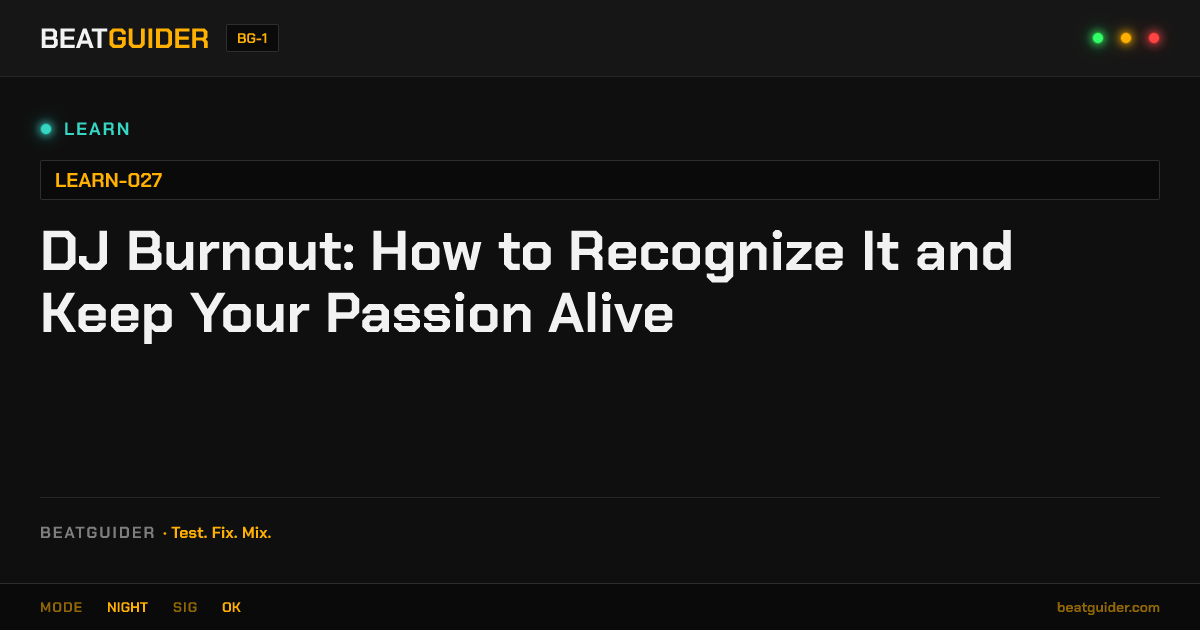 BEATGUIDER BG-1
LEARN
LEARN-027
DJ Burnout: How to Recognize It and
Keep Your Passion Alive
BEATGUIDER · Test. Fix. Mix.
MODE NIGHT SIG OK beatguider.com